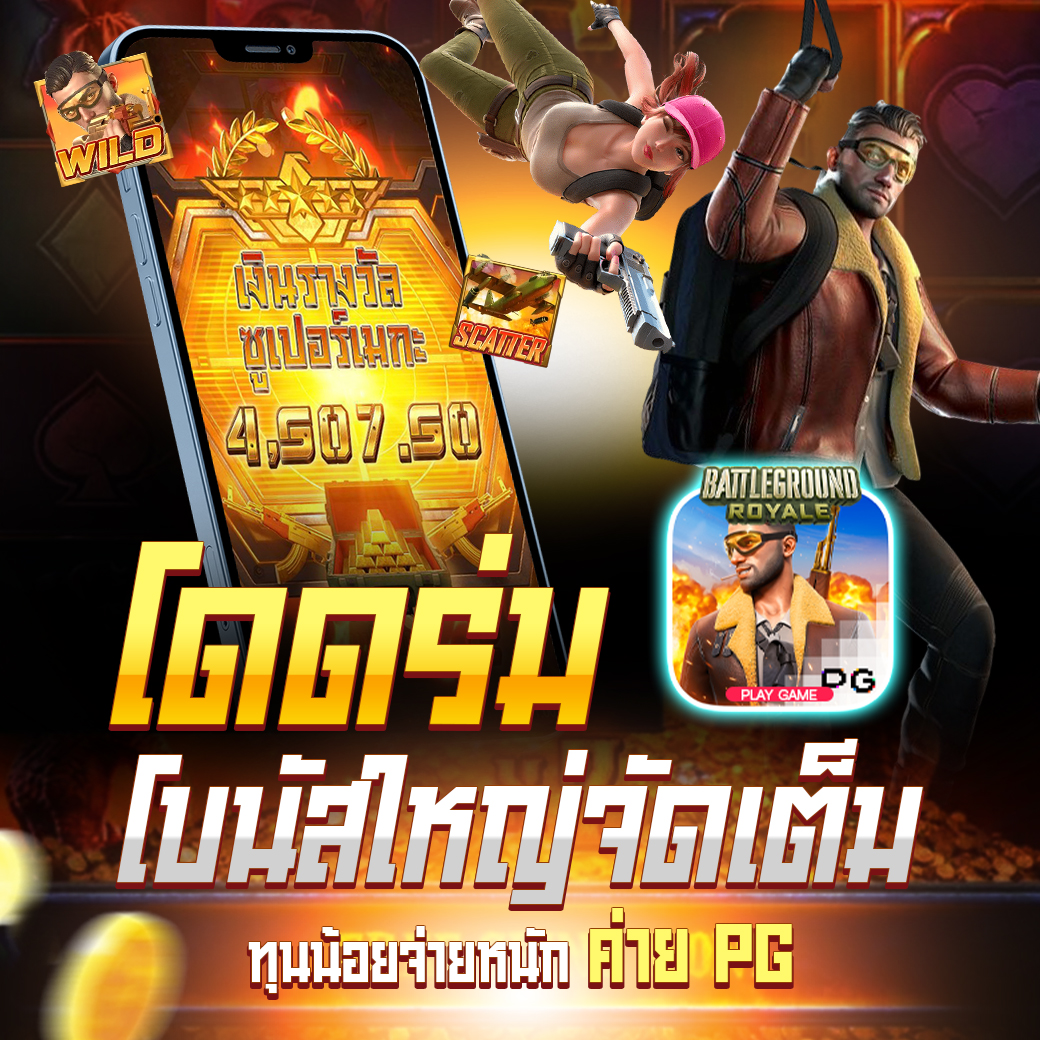 WILD
เงินรางวัล
ซูเปอร์เมกะ
4,507.50
SCATTER
BATTLEGROUND
ROYALE
PG
PLAY GAME
โดดร่ม
โบนัสใหญ่จัดเต็ม
ทุนน้อยจ่ายหนัก ค่าย PG